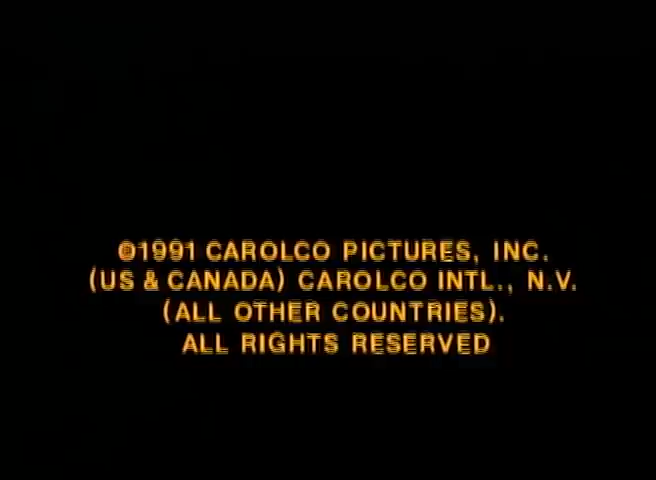 ©1991 CAROLCO PICTURES, INC.
(US & CANADA) CAROLCO INTL., N.V.
(ALL OTHER COUNTRIES).
ALL RIGHTS RESERVED